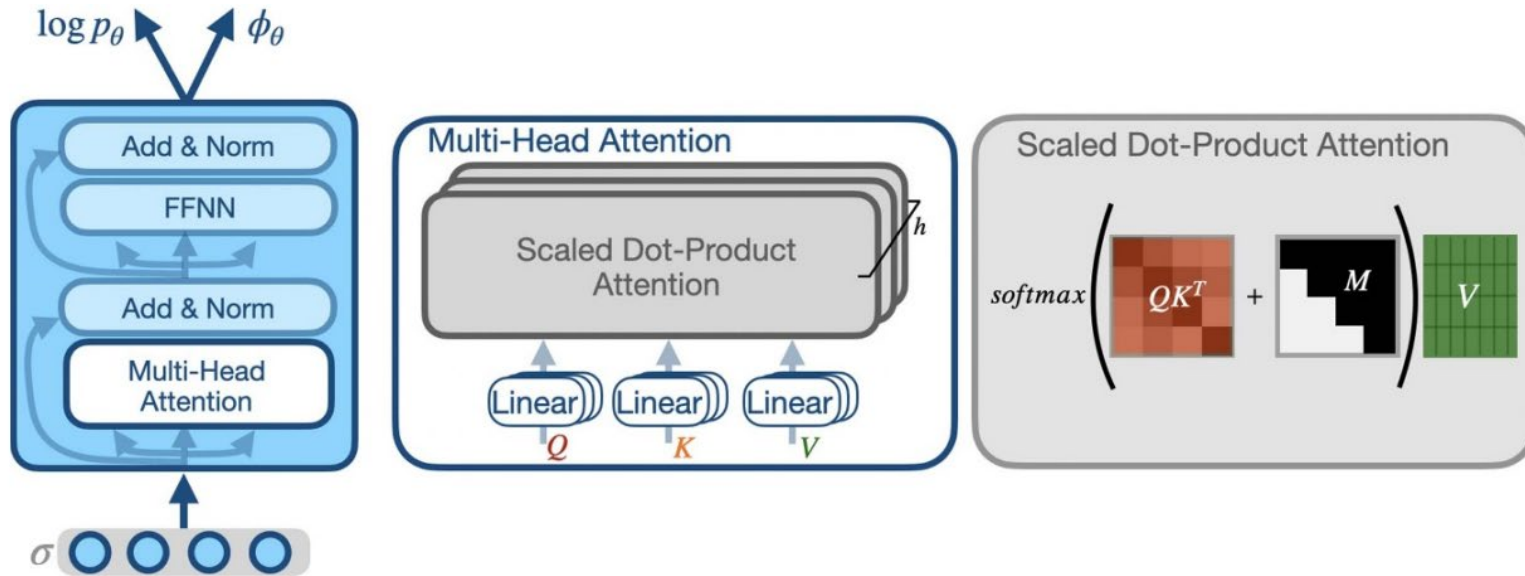 log p_θ
ϕ_θ
Add & Norm
FFNN
Add & Norm
Multi-Head
Attention
σ
Multi-Head Attention
Scaled Dot-Product
Attention
h
Linear Linear Linear
Q K V
Scaled Dot-Product Attention
softmax ( QK^T + M ) V